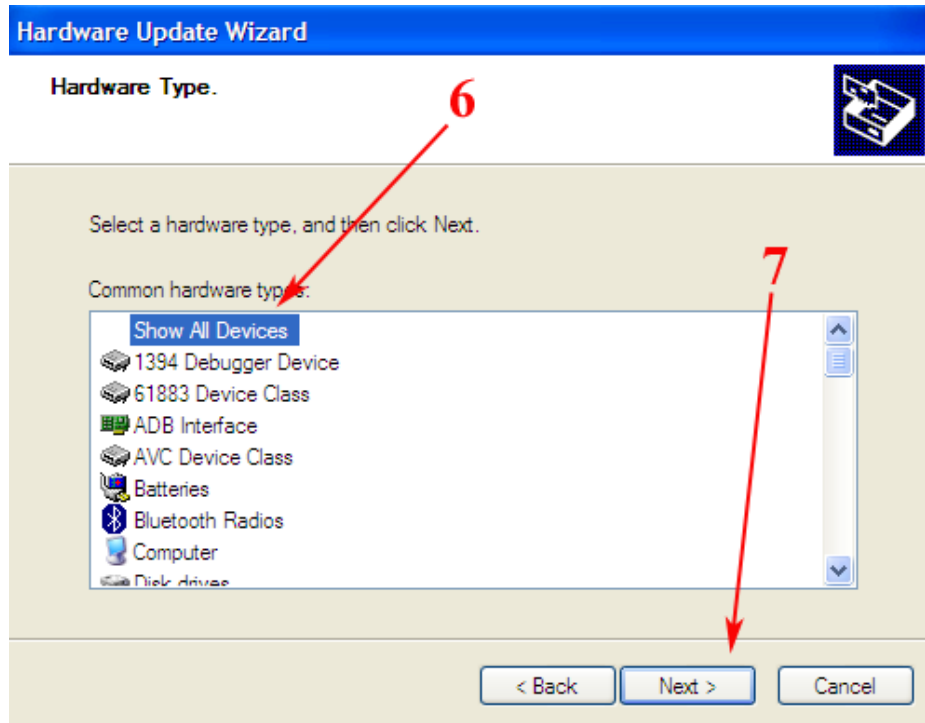 Hardware Update Wizard
Hardware Type.
6
Select a hardware type, and then click Next.
7
Common hardware types:
Show All Devices
1394 Debugger Device
61883 Device Class
ADB Interface
AVC Device Class
Batteries
Bluetooth Radios
Computer
Disk drives
< Back
Next >
Cancel